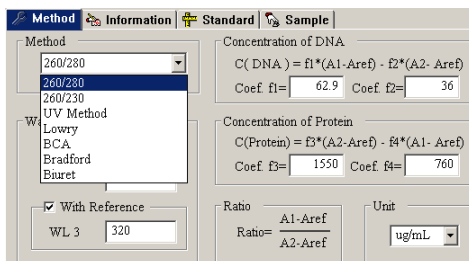 Method Information Standard Sample
Method
260/280
260/280
260/230
UV Method
Lowry
BCA
Bradford
Biuret
With Reference
WL 3 320
Concentration of DNA
C( DNA ) = f1*(A1-Aref) - f2*(A2- Aref)
Coef. f1= 62.9 Coef. f2= 36
Concentration of Protein
C(Protein) = f3*(A2-Aref) - f4*(A1- Aref)
Coef. f3= 1550 Coef. f4= 760
Ratio
Ratio= A1-Aref
A2-Aref
Unit
ug/mL